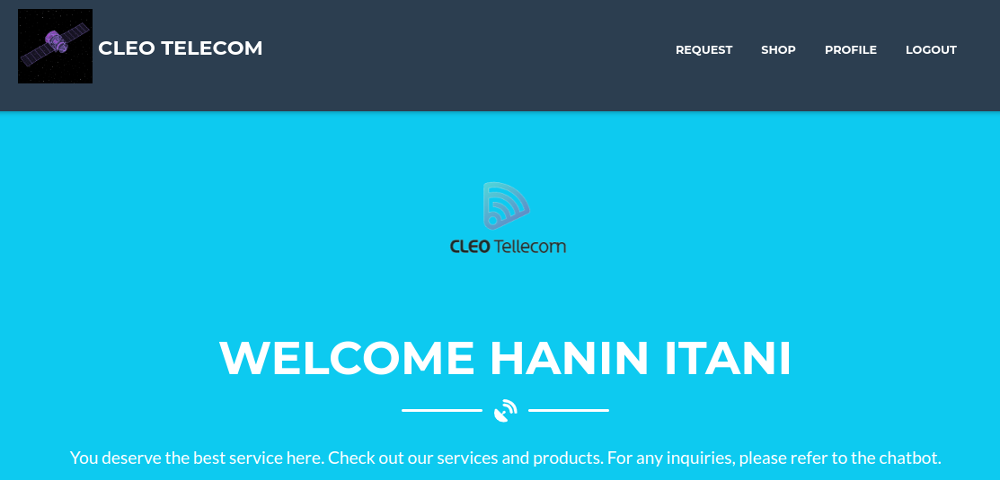 CLEO TELECOM
REQUEST SHOP PROFILE LOGOUT
CLEO Tellecom
WELCOME HANIN ITANI
You deserve the best service here. Check out our services and products. For any inquiries, please refer to the chatbot.